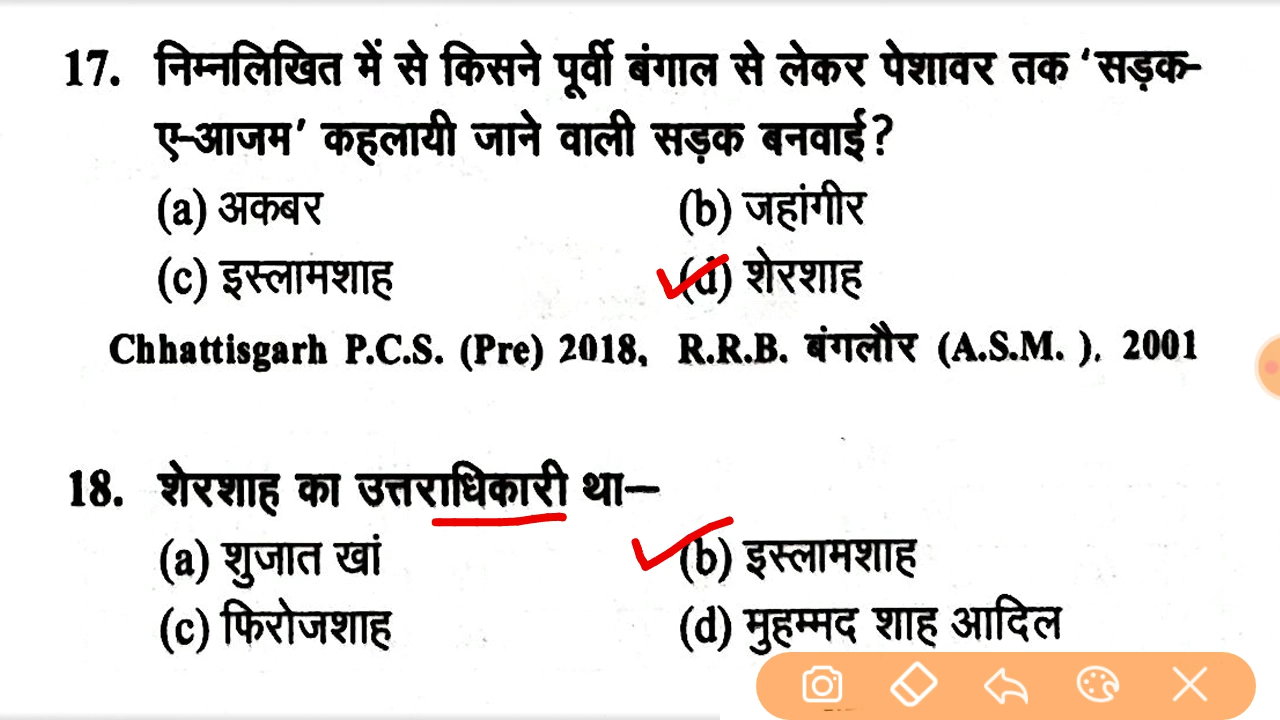 17. निम्नलिखित में से किसने पूर्वी बंगाल से लेकर पेशावर तक ‘सड़क-
ए-आजम’ कहलायी जाने वाली सड़क बनवाई?
(a) अकबर (b) जहांगीर
(c) इस्लामशाह (d) शेरशाह
Chhattisgarh P.C.S. (Pre) 2018, R.R.B. बंगलौर (A.S.M. ), 2001
18. शेरशाह का उत्तराधिकारी था—
(a) शुजात खां (b) इस्लामशाह
(c) फिरोजशाह (d) मुहम्मद शाह आदिल